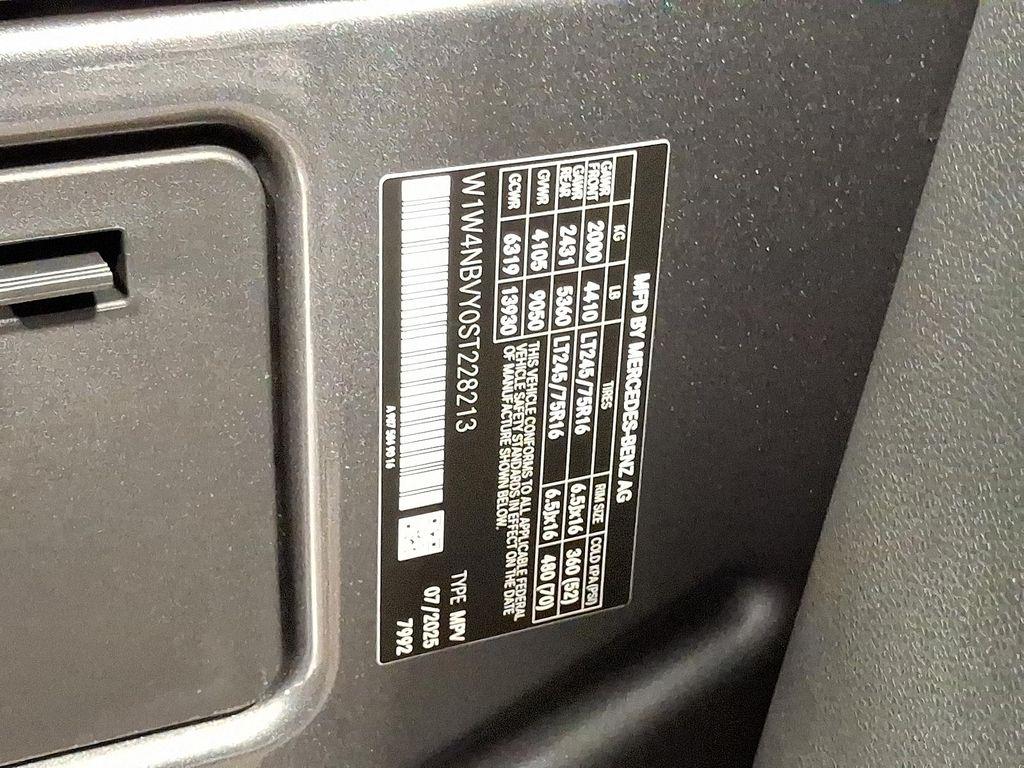 MFD BY MERCEDES-BENZ AG
KG LB TIRES RIM SIZE COLD kPA (PSI)
GAWR FRONT 2000 4410 LT245/75R16 6.5Jx16 360 (52)
GAWR REAR 2431 5360 LT245/75R16 6.5Jx16 480 (70)
GVWR 4105 9050
GCWR 6319 13930
THIS VEHICLE CONFORMS TO ALL APPLICABLE FEDERAL
VEHICLE SAFETY STANDARDS IN EFFECT ON THE DATE
OF MANUFACTURE SHOWN BELOW.
W1W4NBVY0ST228213
TYPE MPV
07/2025
7992